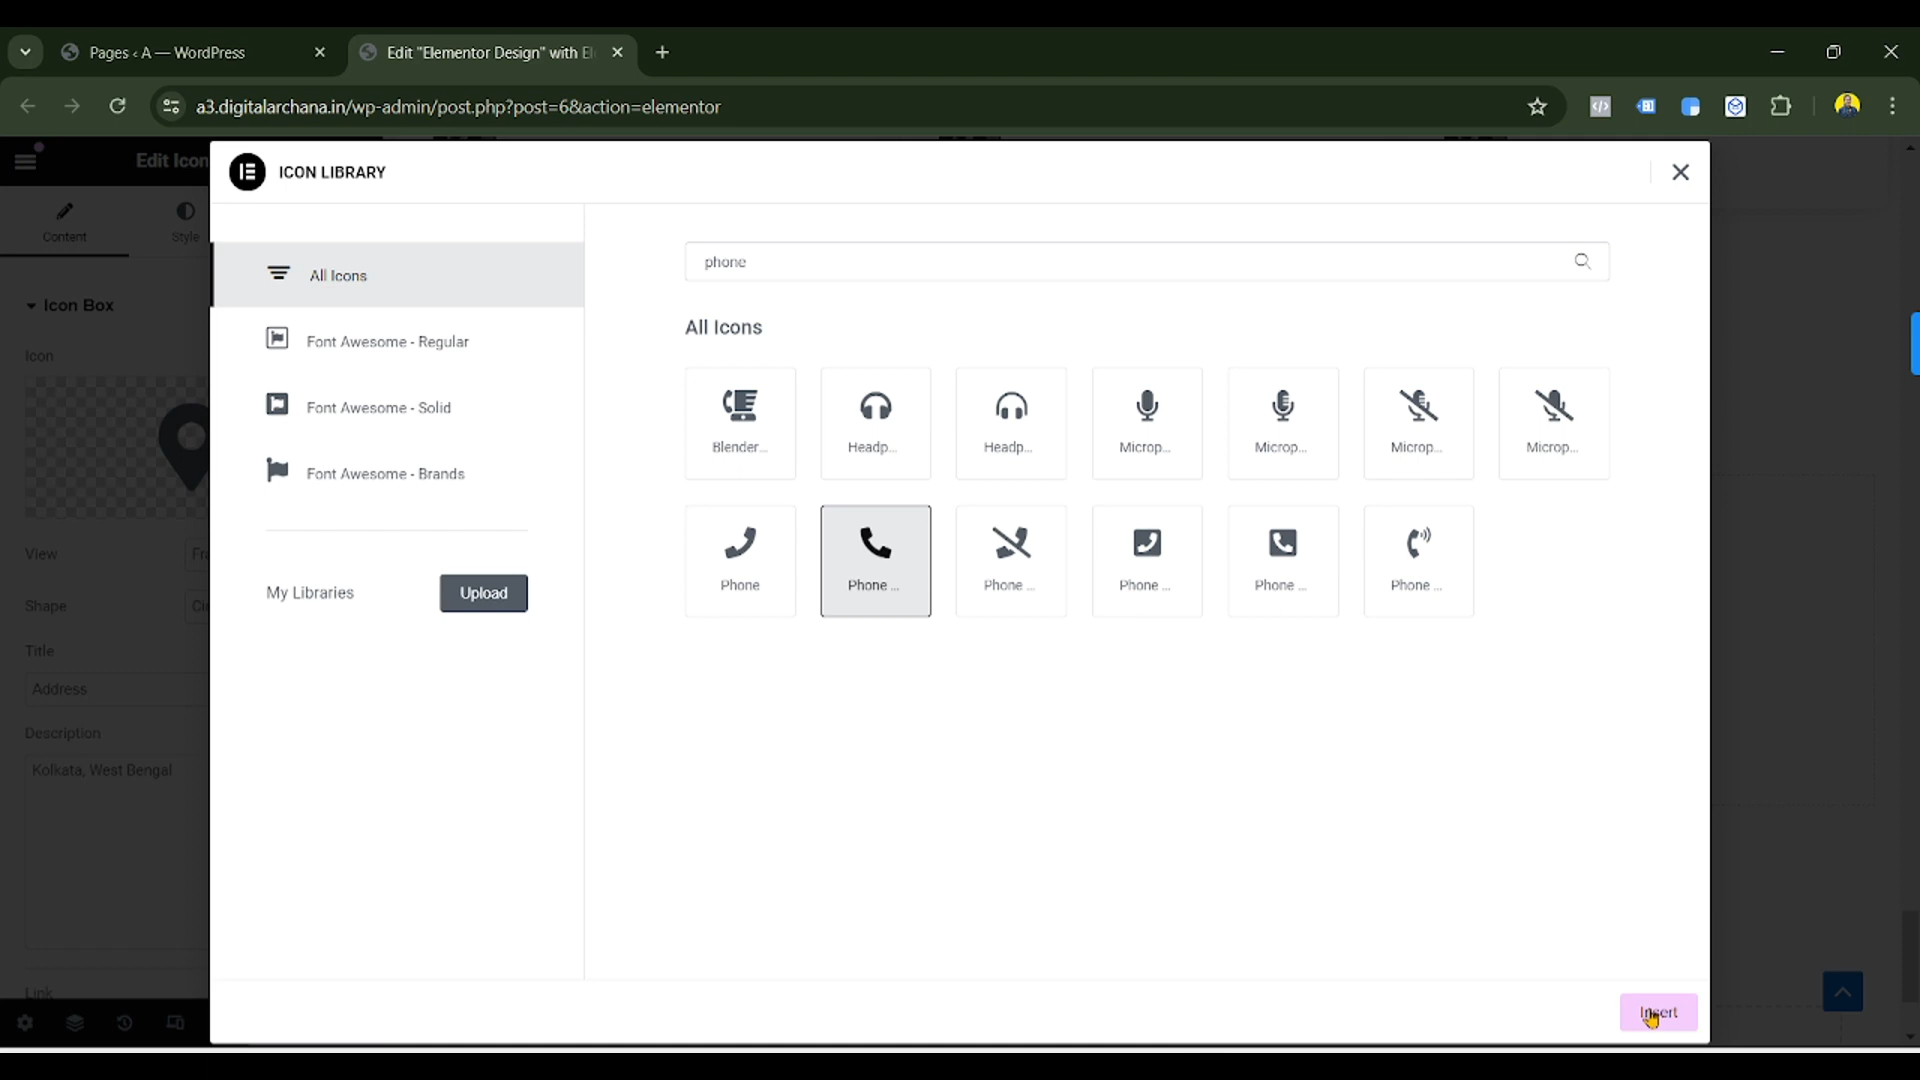 Pages ‹ A — WordPress
Edit "Elementor Design" with El
a3.digitalarchana.in/wp-admin/post.php?post=6&action=elementor
Edit Icon
ICON LIBRARY
Content
Style
All Icons
phone
Icon Box
Font Awesome - Regular
All Icons
Icon
Font Awesome - Solid
Blender...
Headp...
Headp...
Microp...
Microp...
Microp...
Microp...
Font Awesome - Brands
View
Fra
Phone
Phone ...
Phone ...
Phone ...
Phone ...
Phone ...
My Libraries
Upload
Shape
Cir
Title
Address
Description
Kolkata, West Bengal
Link
Insert